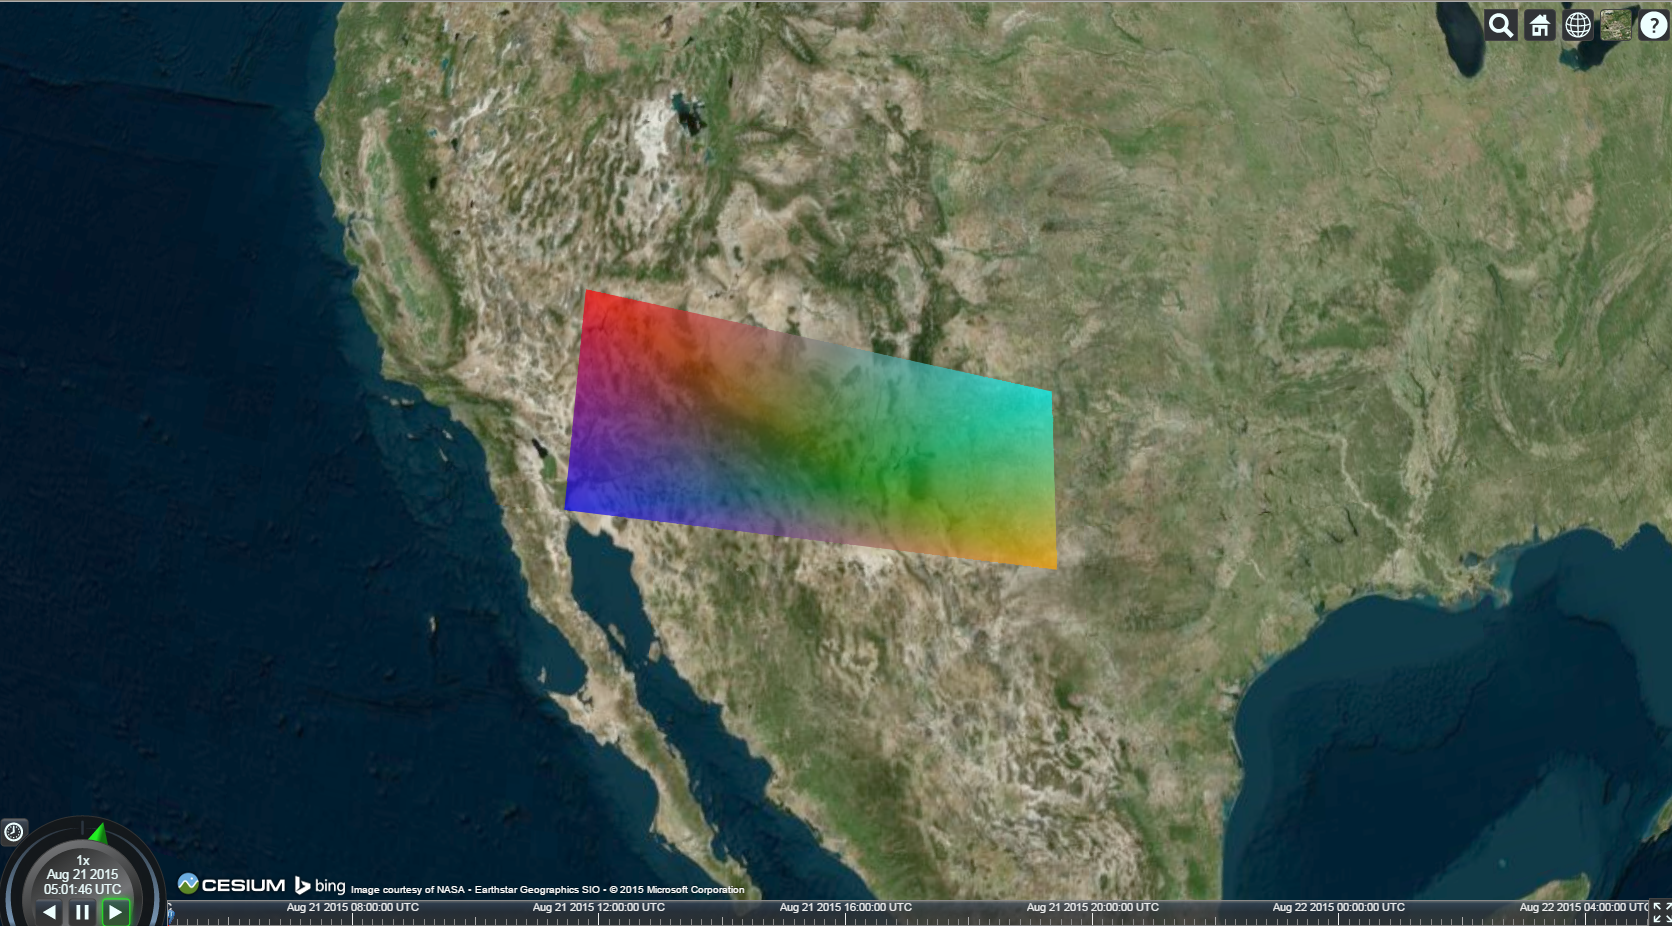 ?
1x
Aug 21 2015
05:01:46 UTC
CESIUM bing Image courtesy of NASA - Earthstar Geographics SIO - © 2015 Microsoft Corporation
Aug 21 2015 08:00:00 UTC Aug 21 2015 12:00:00 UTC Aug 21 2015 16:00:00 UTC Aug 21 2015 20:00:00 UTC Aug 22 2015 00:00:00 UTC Aug 22 2015 04:00:00 UTC